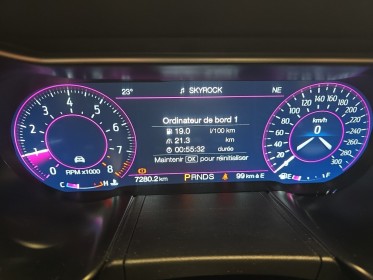 23° SKYROCK NE
Ordinateur de bord 1
19.0 l/100 km
21.3 km
00:55:32 durée
Maintenir OK pour réinitialiser
7280.2km PRNDS 99 km à E
0 1 2 3 4 5 6 7 8
RPM x1000
C H
km/h
0
20 40 60 80 100 120 140 160 180 200 220 240 260 280 300
E F